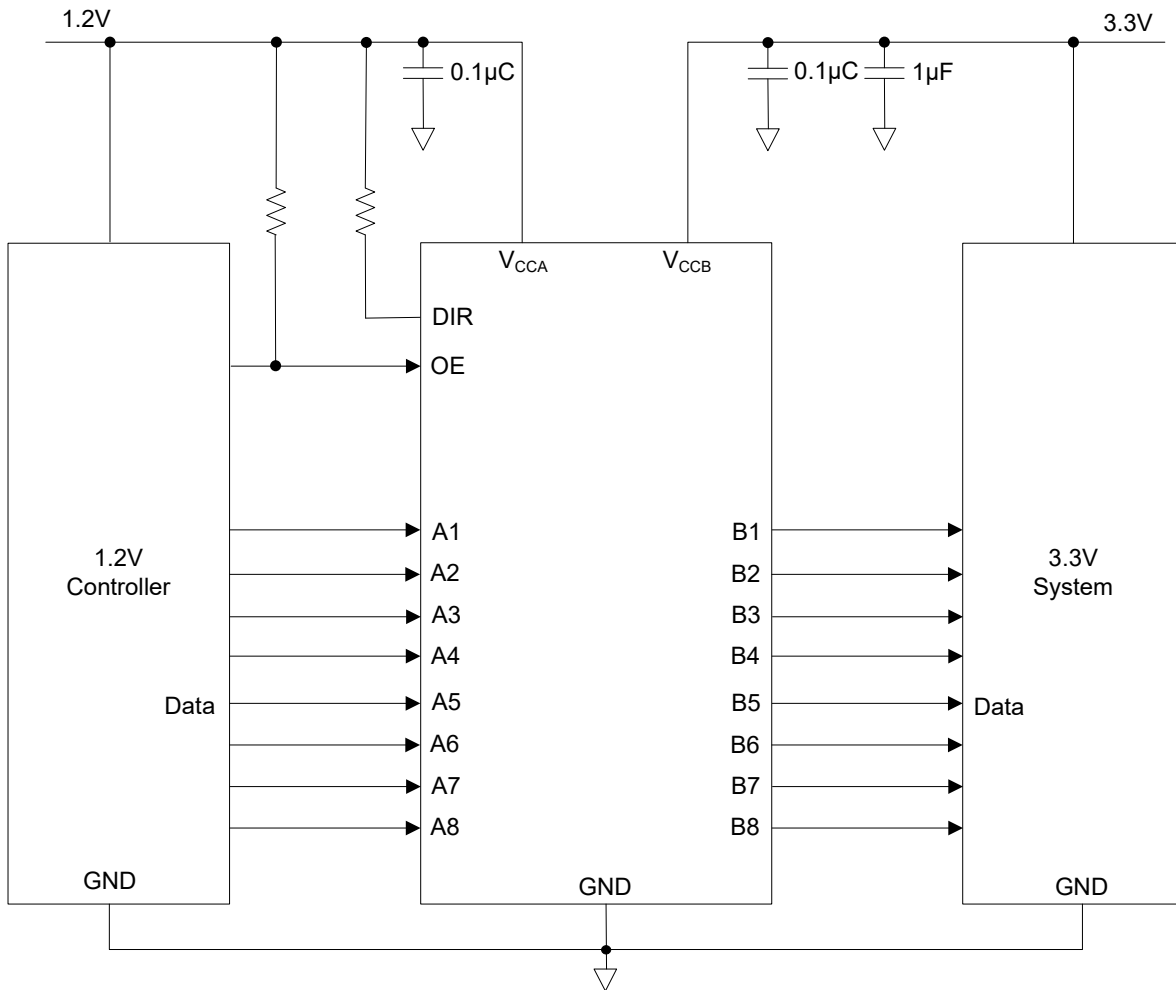 1.2V
3.3V
0.1µC
0.1µC
1µF
V_CCA
V_CCB
DIR
OE
A1
B1
1.2V
Controller
3.3V
System
A2
B2
A3
B3
A4
B4
Data
A5
B5
Data
A6
B6
A7
B7
A8
B8
GND
GND
GND